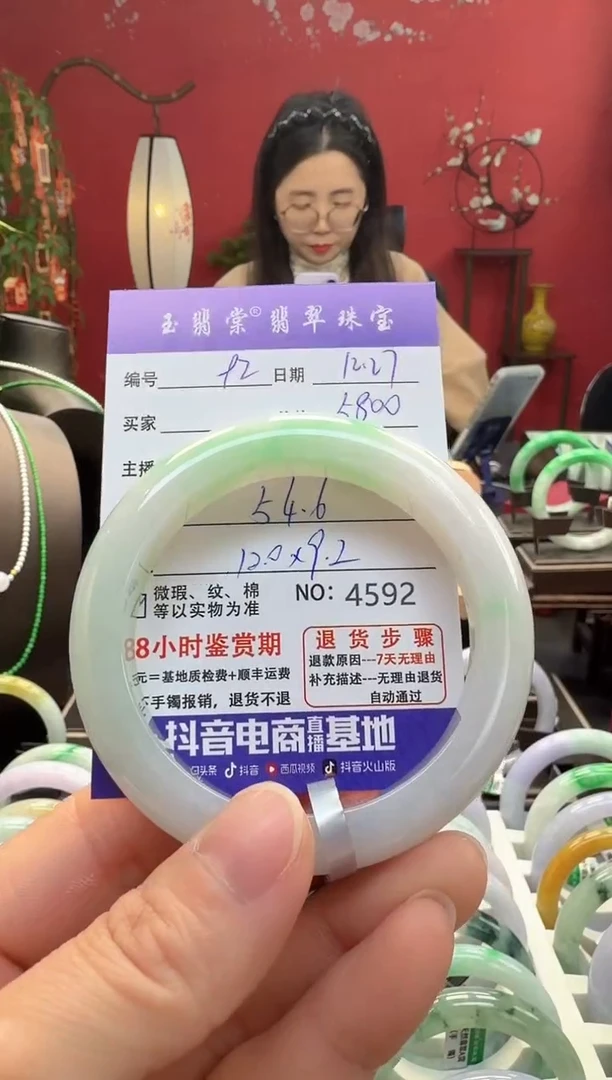 玉翡棠®翡翠珠宝
编号 42 日期 12.27
买家 5800
主播
54.6
12.0×9.2
微瑕、纹、棉
等以实物为准
NO: 4592
88小时鉴赏期
元=基地质检费+顺丰运费
手镯报销，退货不退
退货步骤
退款原因---7天无理由
补充描述---无理由退货
自动通过
抖音电商直播基地
头条 抖音 西瓜视频 抖音火山版